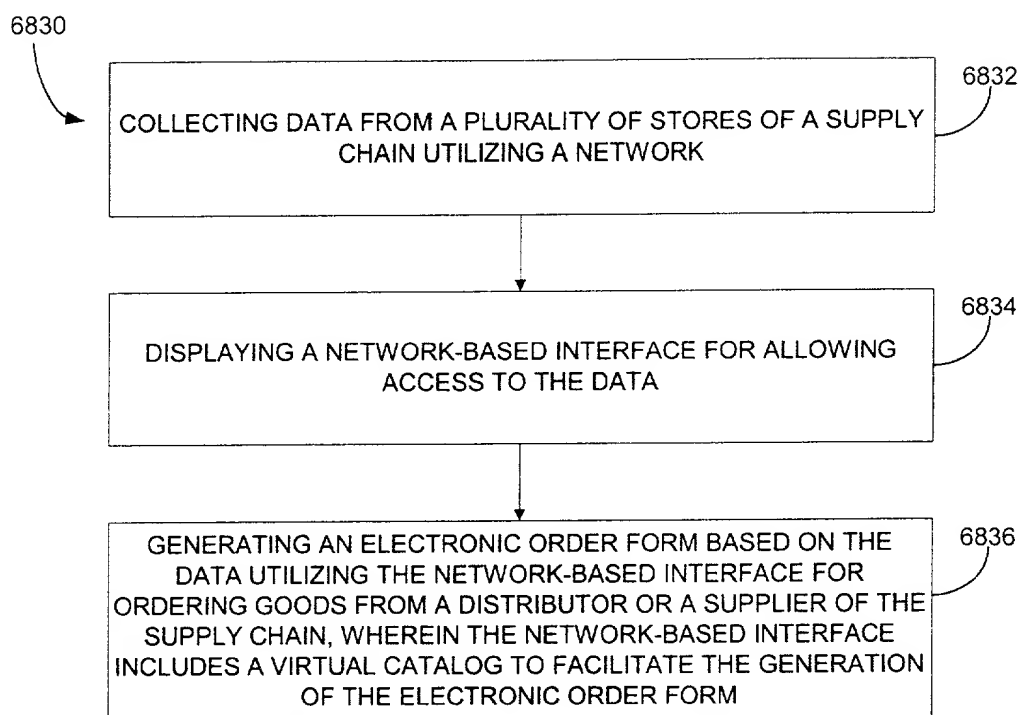 6830
6832
COLLECTING DATA FROM A PLURALITY OF STORES OF A SUPPLY
CHAIN UTILIZING A NETWORK
6834
DISPLAYING A NETWORK-BASED INTERFACE FOR ALLOWING
ACCESS TO THE DATA
6836
GENERATING AN ELECTRONIC ORDER FORM BASED ON THE
DATA UTILIZING THE NETWORK-BASED INTERFACE FOR
ORDERING GOODS FROM A DISTRIBUTOR OR A SUPPLIER OF THE
SUPPLY CHAIN, WHEREIN THE NETWORK-BASED INTERFACE
INCLUDES A VIRTUAL CATALOG TO FACILITATE THE GENERATION
OF THE ELECTRONIC ORDER FORM